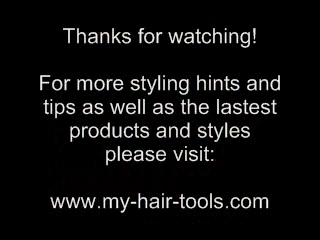 Thanks for watching!
For more styling hints and
tips as well as the lastest
products and styles
please visit:
www.my-hair-tools.com